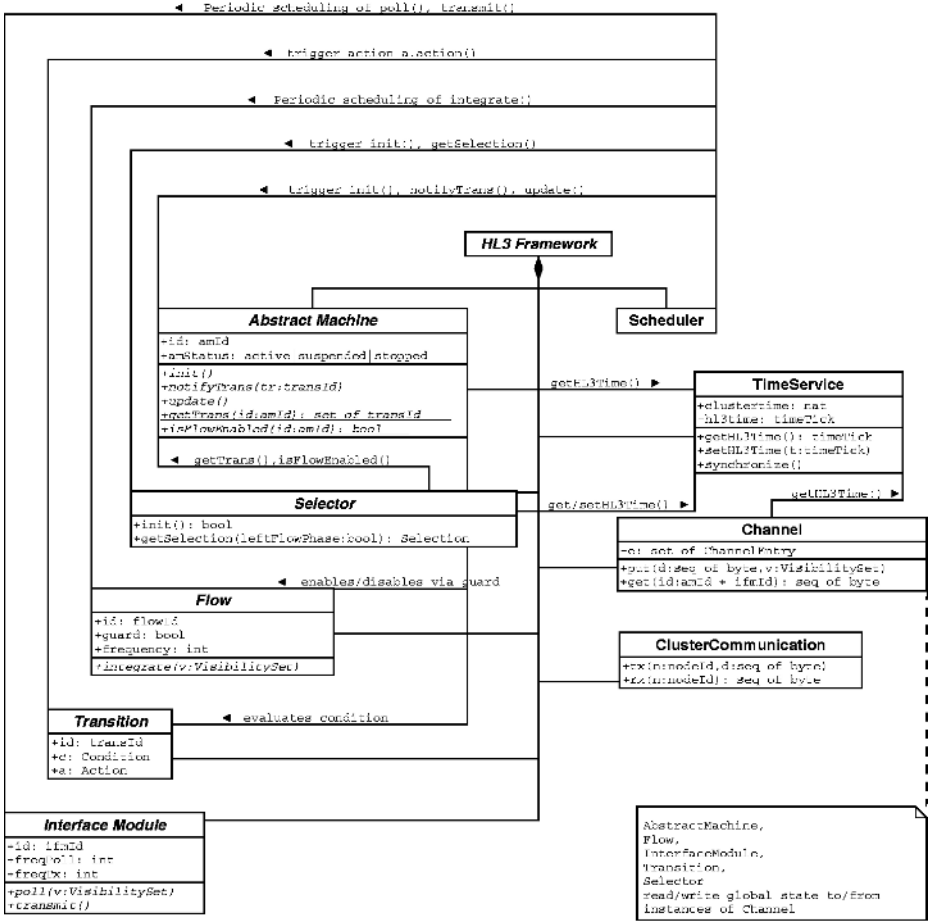 ◄ Periodic scheduling of poll(), transmit()
◄ trigger action a.action()
◄ Periodic scheduling of integrate()
◄ trigger init(), getSelection()
◄ trigger init(), notifyTrans(), update()
HL3 Framework
Abstract Machine
+id: amId
+amStatus: active suspended|stopped
+init()
+notifyTrans(tr:transId)
+update()
+getTrans(id:amId): set of transId
+isFlowEnabled(id:amId): bool
Scheduler
getHL3Time() ►
TimeService
+clustertime: nat
-hl3time: timeTick
+getHL3Time(): timeTick
+setHL3Time(t:timeTick)
+synchronize()
◄ getTrans(),isFlowEnabled()
Selector
+init(): bool
+getSelection(leftFlowPhase:bool): Selection
get/setHL3Time() ►
getHL3Time() ►
Channel
-c: set of ChannelEntry
+put(d:seq of byte,v:VisibilitySet)
+get(id:amId + ifmId): seq of byte
◄ enables/disables via guard
Flow
+id: flowId
+guard: bool
+frequency: int
+integrate(v:VisibilitySet)
ClusterCommunication
+tx(n:nodeId,d:seq of byte)
+rx(n:nodeId): seq of byte
◄ evaluates condition
Transition
+id: transId
+c: Condition
+a: Action
Interface Module
-id: ifmId
-freqPoll: int
-freqTx: int
+poll(v:VisibilitySet)
+transmit()
AbstractMachine,
Flow,
InterfaceModule,
Transition,
Selector
read/write global state to/from
instances of Channel